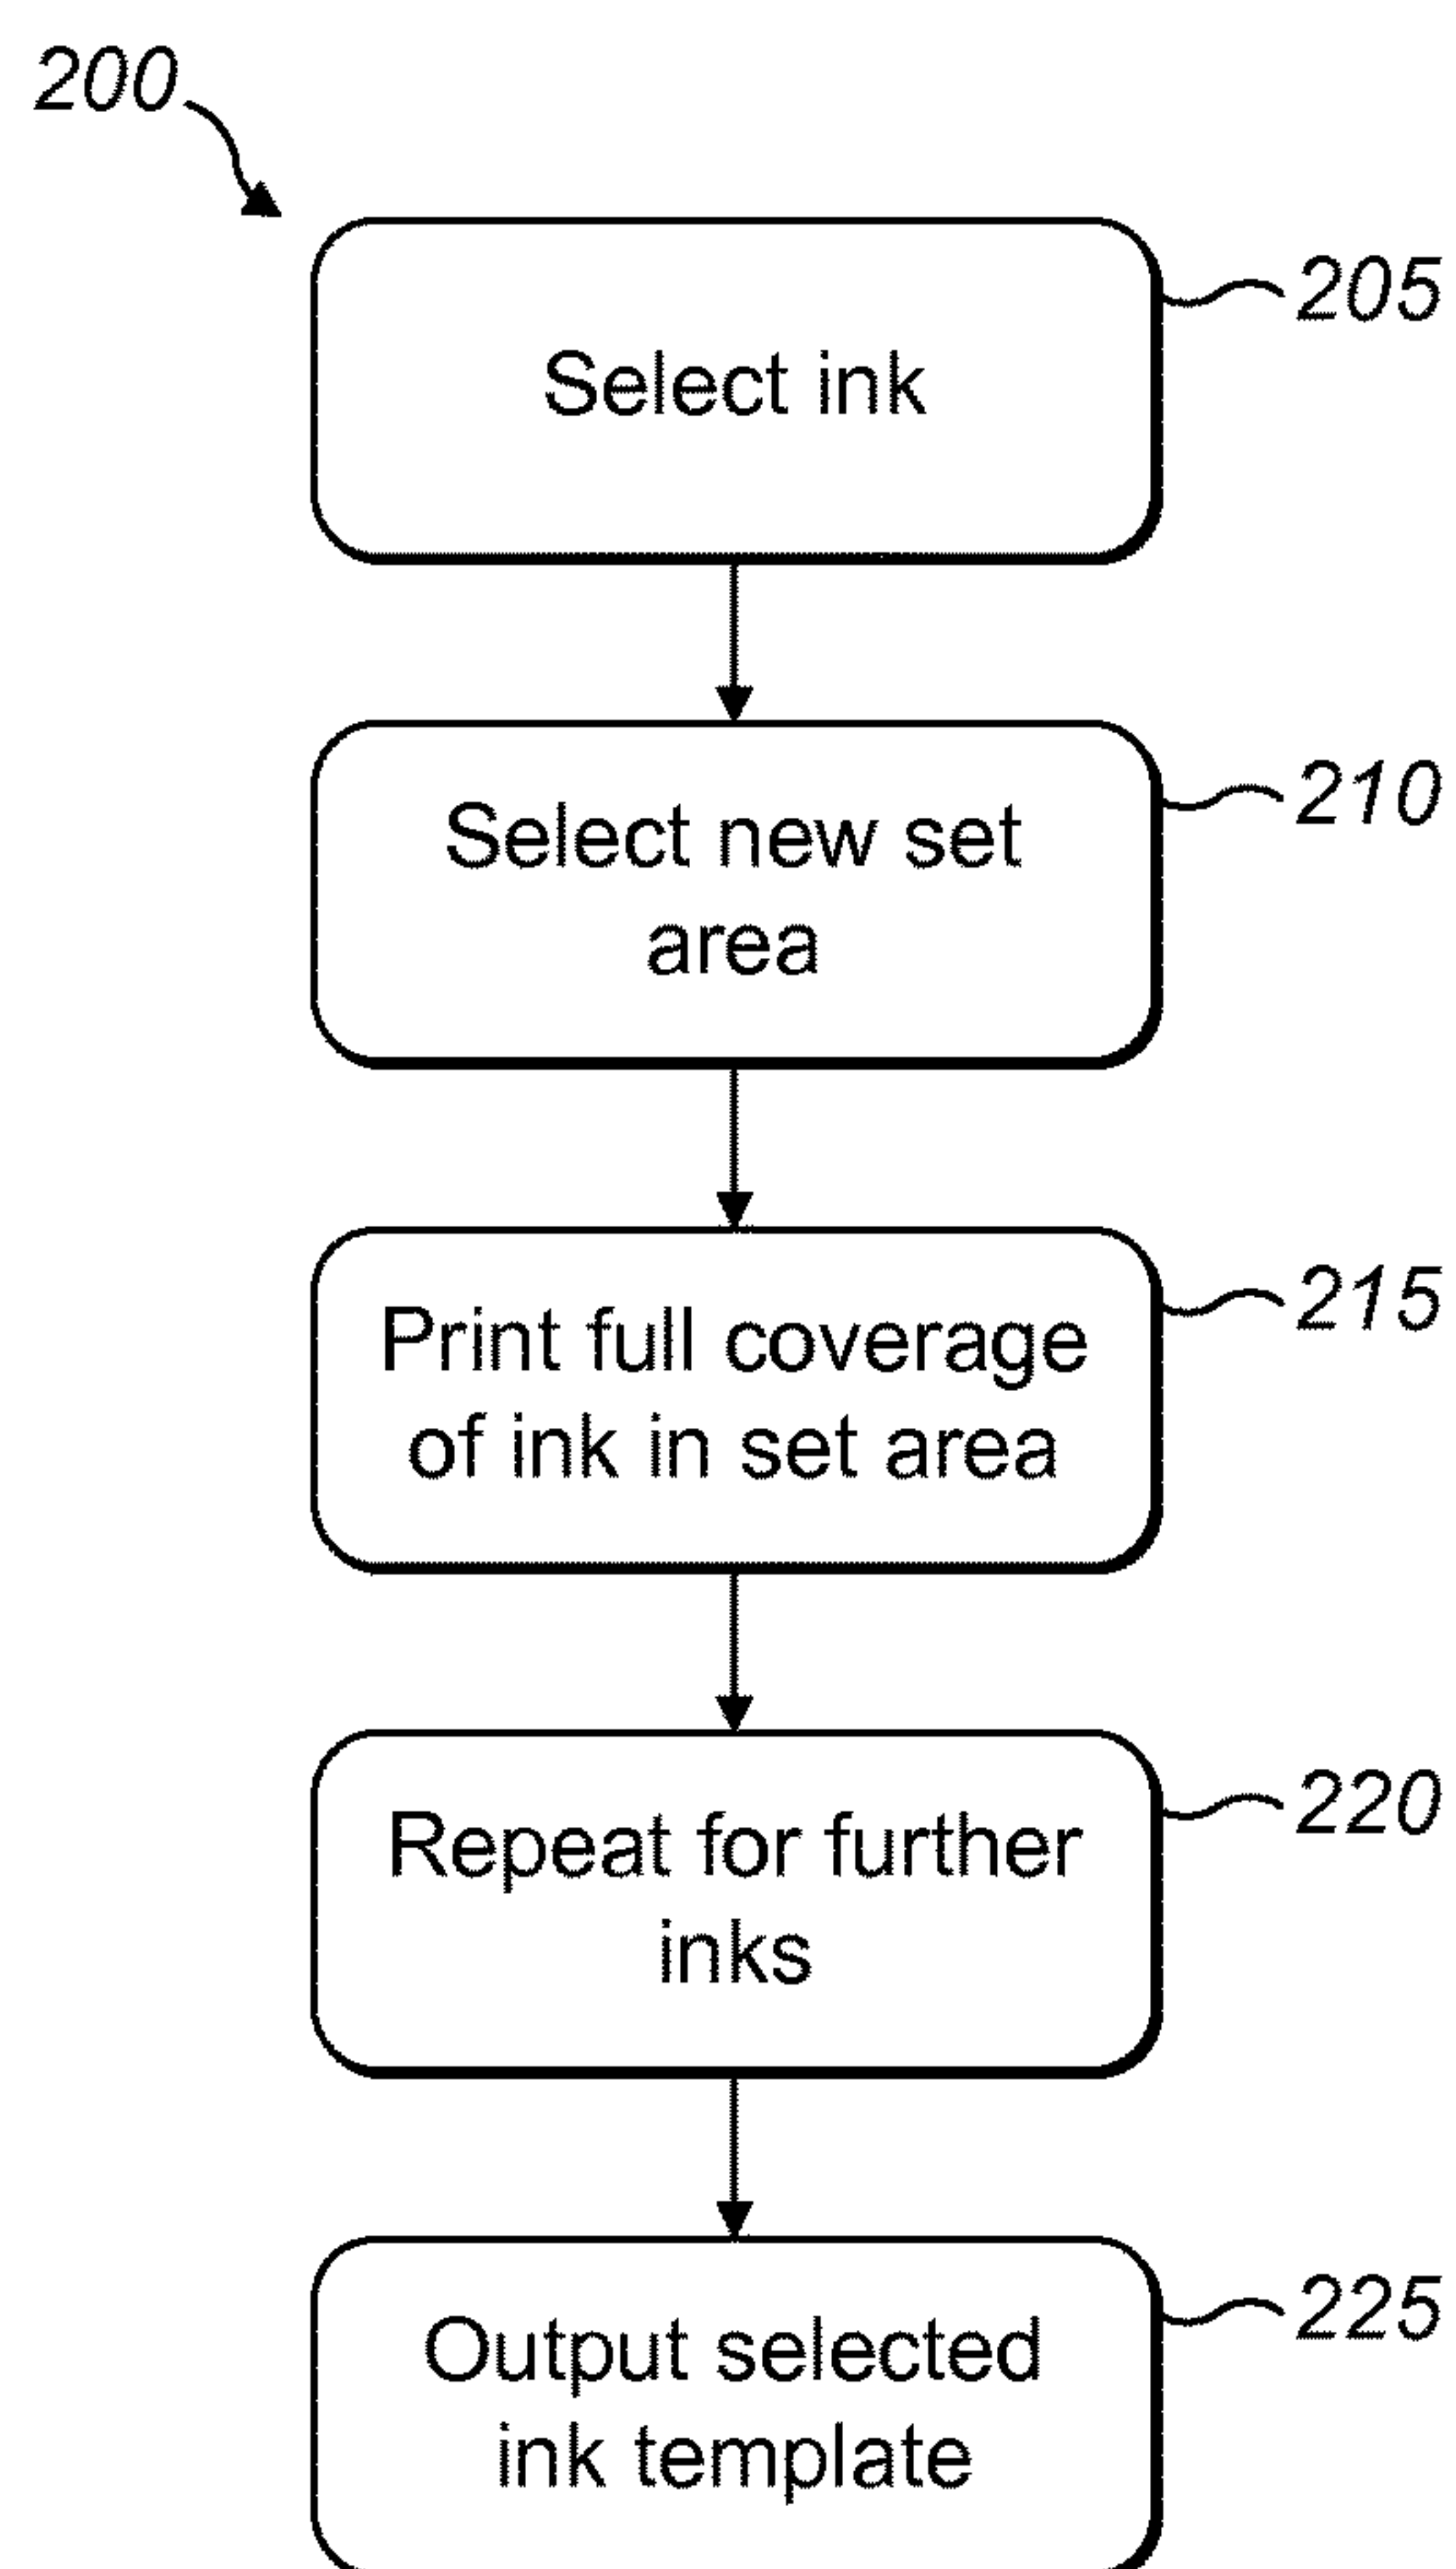 200
205
Select ink
210
Select new set
area
215
Print full coverage
of ink in set area
220
Repeat for further
inks
225
Output selected
ink template